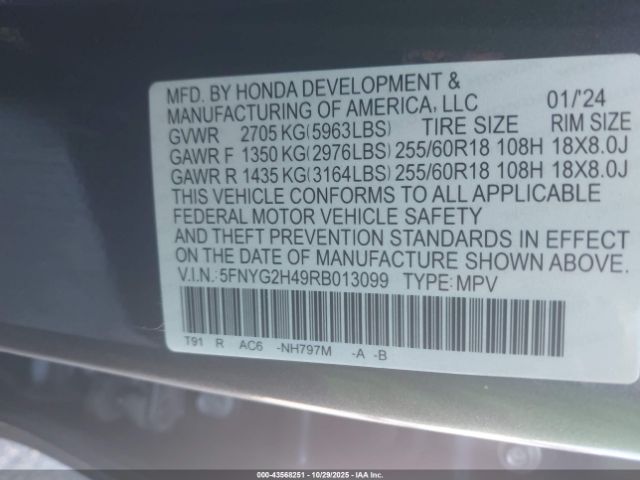 MFD. BY HONDA DEVELOPMENT &
MANUFACTURING OF AMERICA, LLC 01/'24
GVWR 2705 KG(5963LBS) TIRE SIZE RIM SIZE
GAWR F 1350 KG(2976LBS) 255/60R18 108H 18X8.0J
GAWR R 1435 KG(3164LBS) 255/60R18 108H 18X8.0J
THIS VEHICLE CONFORMS TO ALL APPLICABLE
FEDERAL MOTOR VEHICLE SAFETY
AND THEFT PREVENTION STANDARDS IN EFFECT
ON THE DATE OF MANUFACTURE SHOWN ABOVE.
V.I.N.: 5FNYG2H49RB013099 TYPE: MPV
T91 R AC6 -NH797M -A -B
000-43568251 | 10/29/2025 | © Copyright IAA, LLC